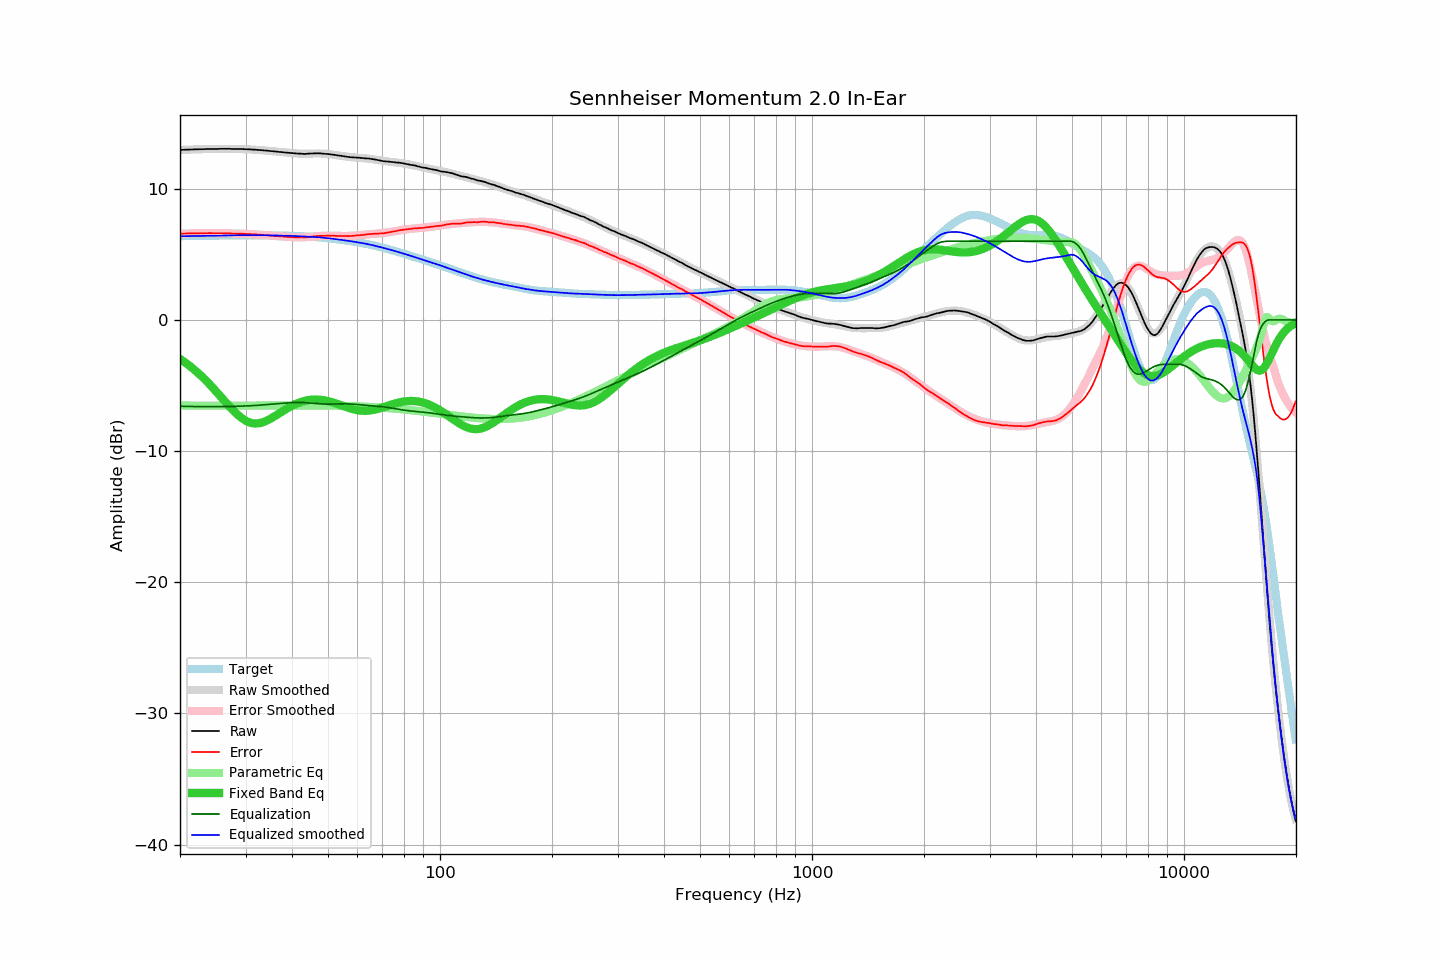 Sennheiser Momentum 2.0 In-Ear
10
0
−10
−20
−30
−40
Amplitude (dBr)
Target
Raw Smoothed
Error Smoothed
Raw
Error
Parametric Eq
Fixed Band Eq
Equalization
Equalized smoothed
100
1000
10000
Frequency (Hz)